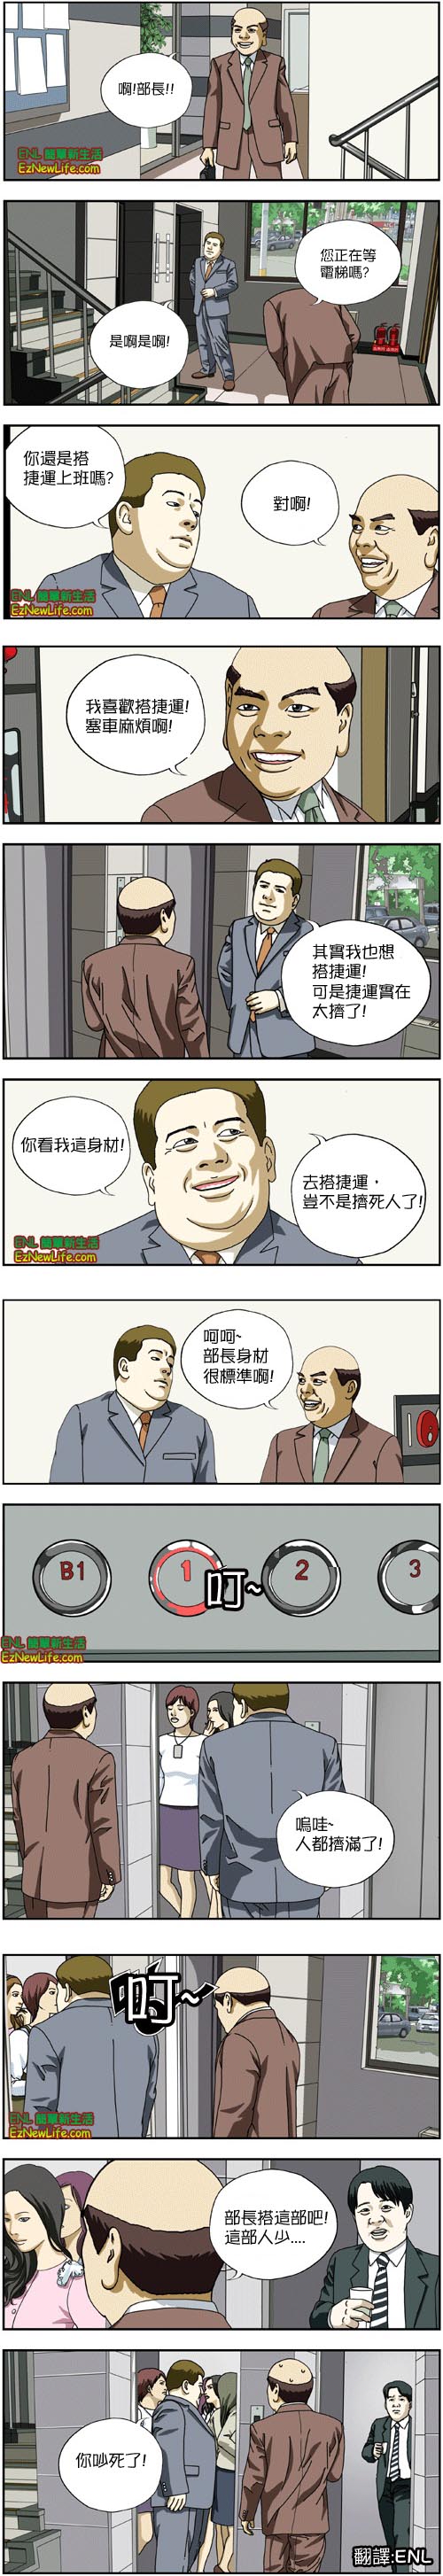 啊!部長!!
ENL 簡單新生活
EzNewLife.com
您正在等
電梯嗎?
是啊是啊!
你還是搭
捷運上班嗎?
對啊!
ENL 簡單新生活
EzNewLife.com
我喜歡搭捷運!
塞車麻煩啊!
其實我也想
搭捷運!
可是捷運實在
太擠了!
你看我這身材!
去搭捷運，
豈不是擠死人了!
ENL 簡單新生活
EzNewLife.com
呵呵~
部長身材
很標準啊!
B1
1
叮~
2
3
ENL 簡單新生活
EzNewLife.com
嗚哇~
人都擠滿了!
叮~
ENL 簡單新生活
EzNewLife.com
部長搭這部吧!
這部人少....
你吵死了!
翻譯:ENL